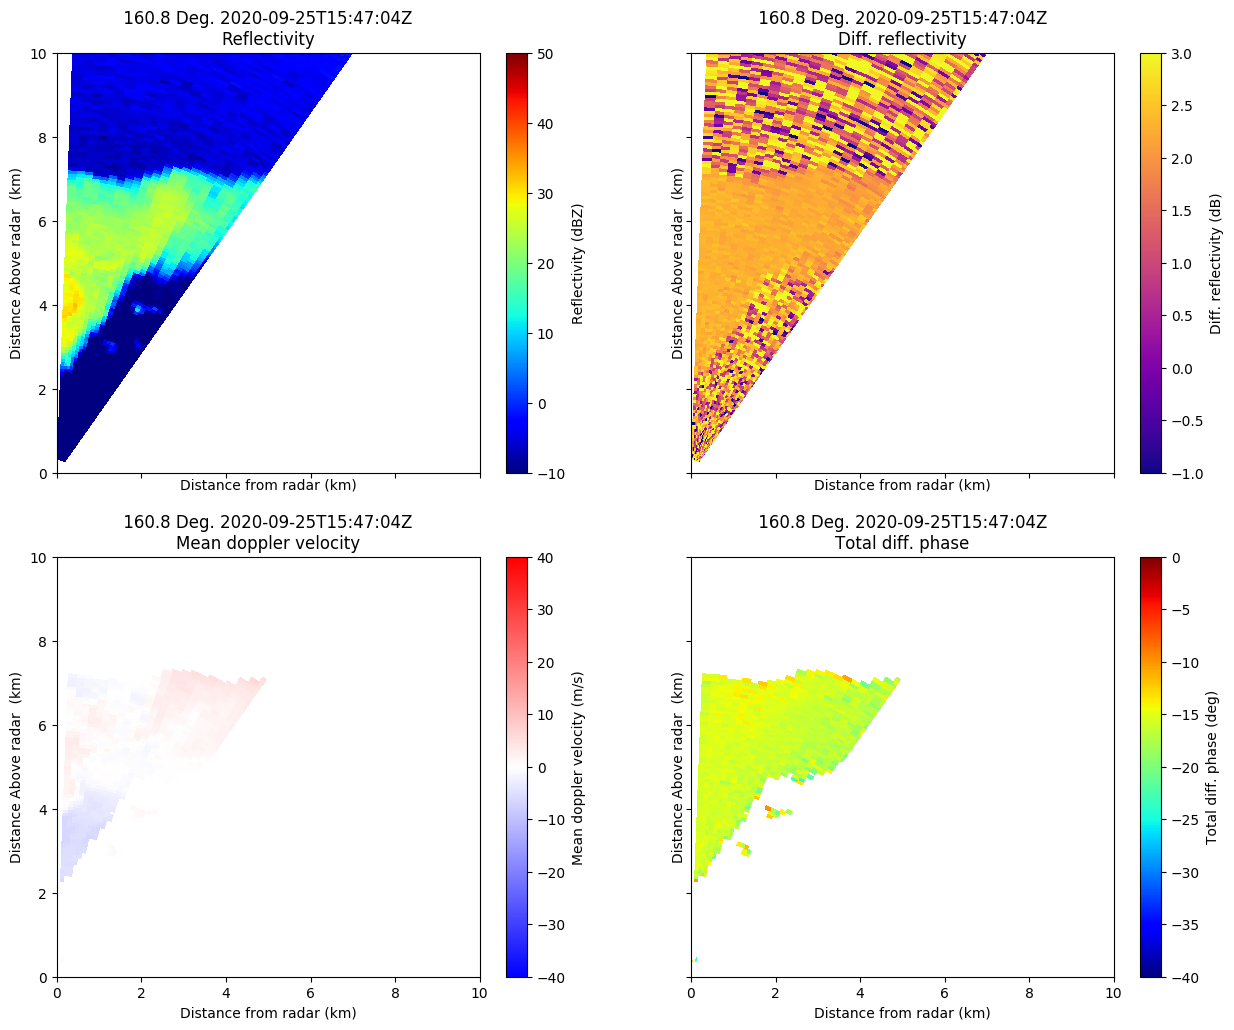 160.8 Deg. 2020-09-25T15:47:04Z
Reflectivity
10
8
6
4
2
0
Distance Above radar  (km)
Distance from radar (km)
50
40
30
20
10
0
−10
Reflectivity (dBZ)
160.8 Deg. 2020-09-25T15:47:04Z
Diff. reflectivity
Distance Above radar  (km)
Distance from radar (km)
3.0
2.5
2.0
1.5
1.0
0.5
0.0
−0.5
−1.0
Diff. reflectivity (dB)
160.8 Deg. 2020-09-25T15:47:04Z
Mean doppler velocity
10
8
6
4
2
0
Distance Above radar  (km)
0 2 4 6 8 10
Distance from radar (km)
40
30
20
10
0
−10
−20
−30
−40
Mean doppler velocity (m/s)
160.8 Deg. 2020-09-25T15:47:04Z
Total diff. phase
Distance Above radar  (km)
0 2 4 6 8 10
Distance from radar (km)
0
−5
−10
−15
−20
−25
−30
−35
−40
Total diff. phase (deg)